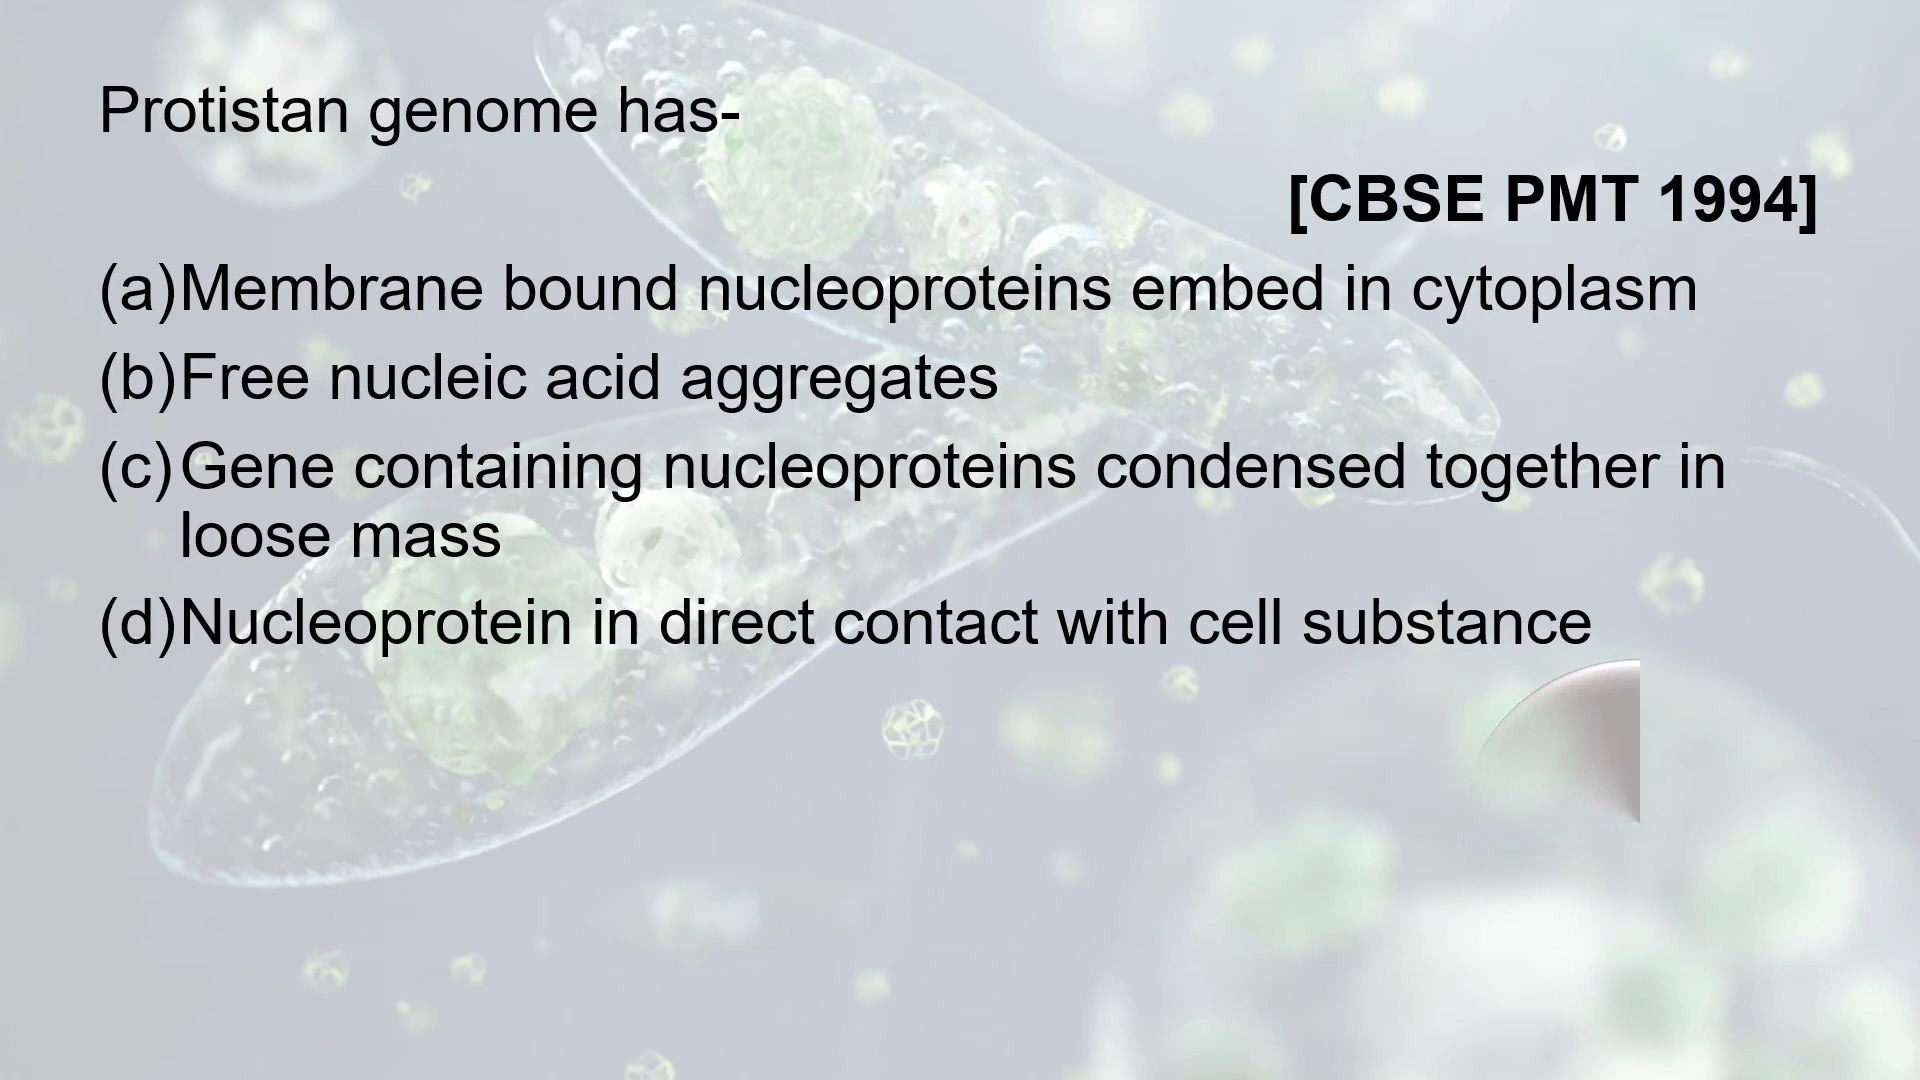 Protistan genome has-
[CBSE PMT 1994]
(a) Membrane bound nucleoproteins embed in cytoplasm
(b) Free nucleic acid aggregates
(c) Gene containing nucleoproteins condensed together in
loose mass
(d) Nucleoprotein in direct contact with cell substance